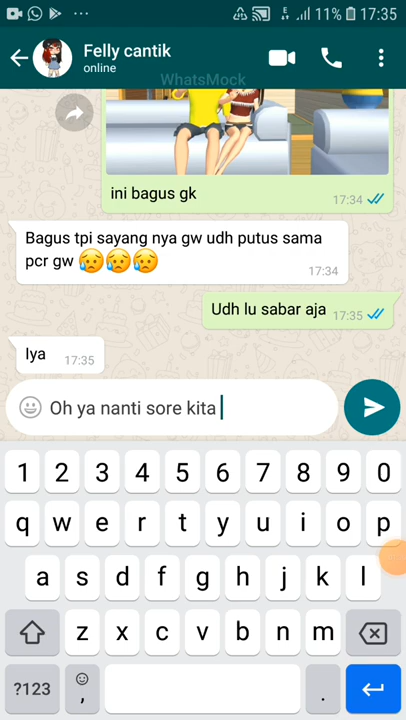 11% 17:35
Felly cantik
online
WhatsMock
ini bagus gk
17:34
Bagus tpi sayang nya gw udh putus sama
pcr gw 😥😥😥
17:34
Udh lu sabar aja 17:35
Iya 17:35
Oh ya nanti sore kita
1 2 3 4 5 6 7 8 9 0
q w e r t y u i o p
a s d f g h j k l
z x c v b n m
?123 , .